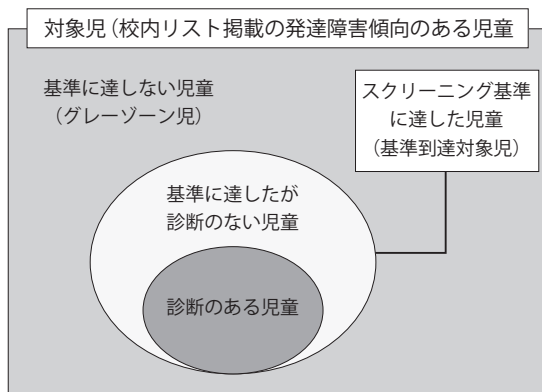 対象児（校内リスト掲載の発達障害傾向のある児童
基準に達しない児童
（グレーゾーン児）
スクリーニング基準
に達した児童
（基準到達対象児）
基準に達したが
診断のない児童
診断のある児童